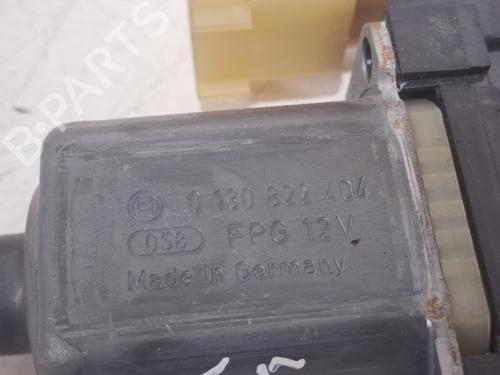 B-PARTS
0 130 822 404
058 FPG 12V
Made in Germany